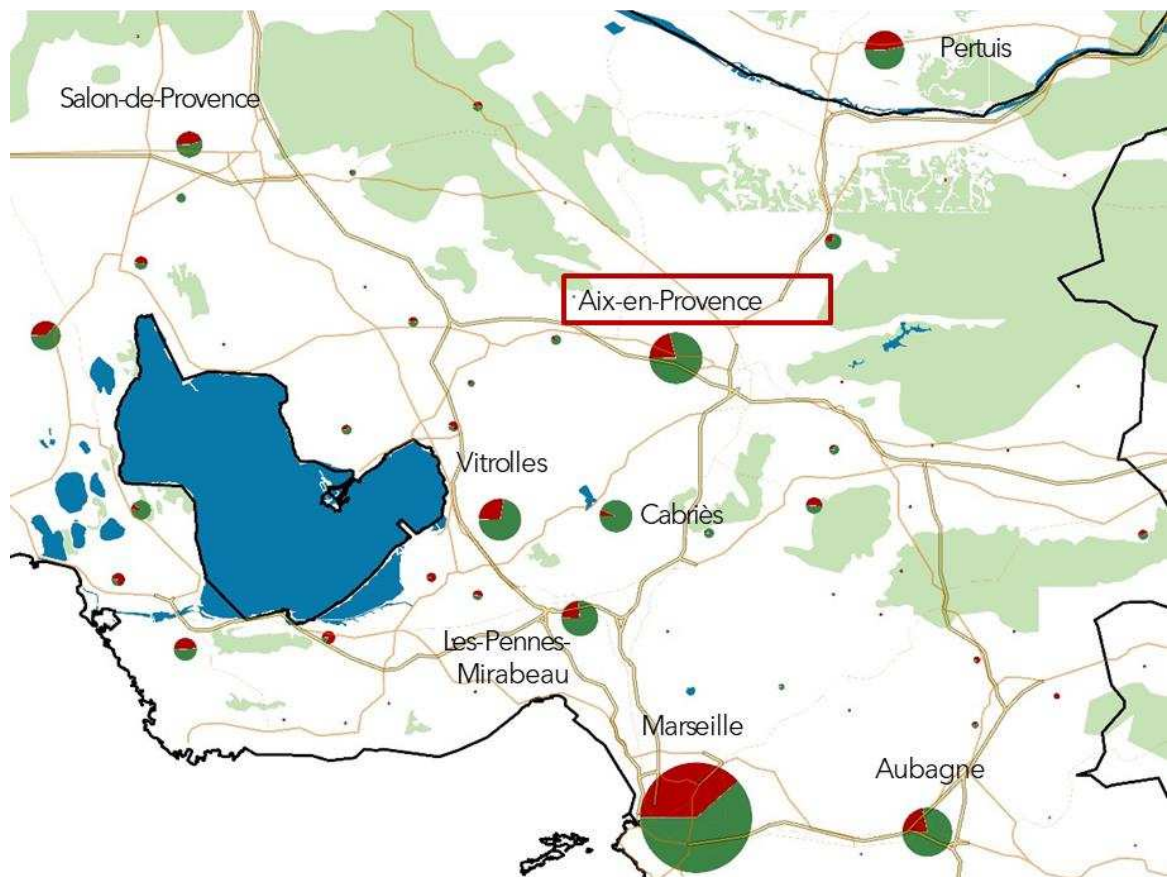 Pertuis
Salon-de-Provence
Aix-en-Provence
Vitrolles
Cabriès
Les-Pennes-
Mirabeau
Marseille
Aubagne